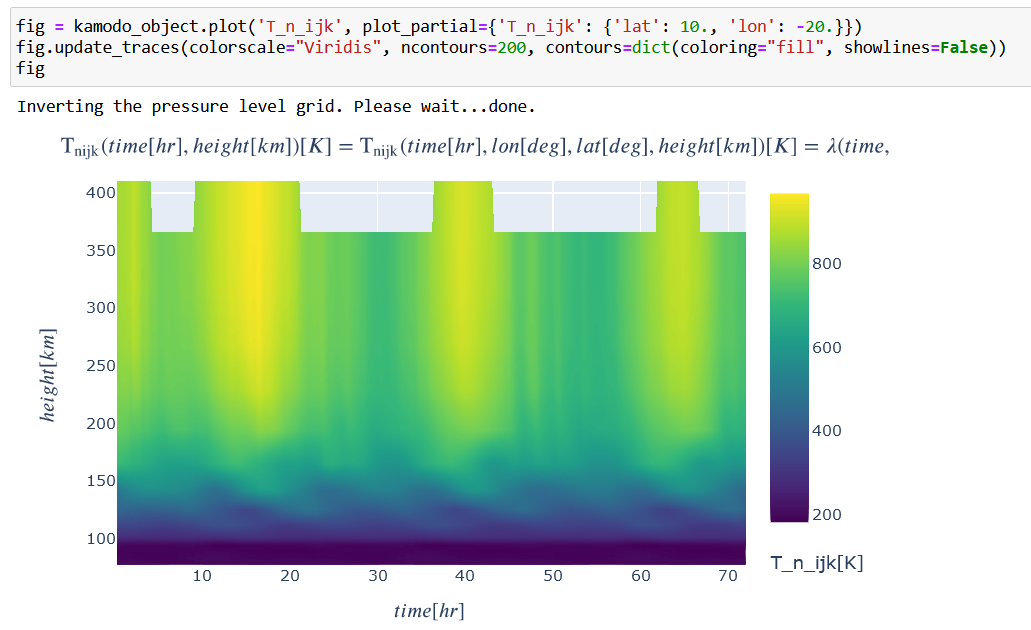 fig = kamodo_object.plot('T_n_ijk', plot_partial={'T_n_ijk': {'lat': 10., 'lon': -20.}})
fig.update_traces(colorscale="Viridis", ncontours=200, contours=dict(coloring="fill", showlines=False))
fig
Inverting the pressure level grid. Please wait...done.
Tnijk(time[hr], height[km])[K] = Tnijk(time[hr], lon[deg], lat[deg], height[km])[K] = λ(time,
400
350
300
250
200
150
100
height[km]
10 20 30 40 50 60 70
time[hr]
800
600
400
200
T_n_ijk[K]